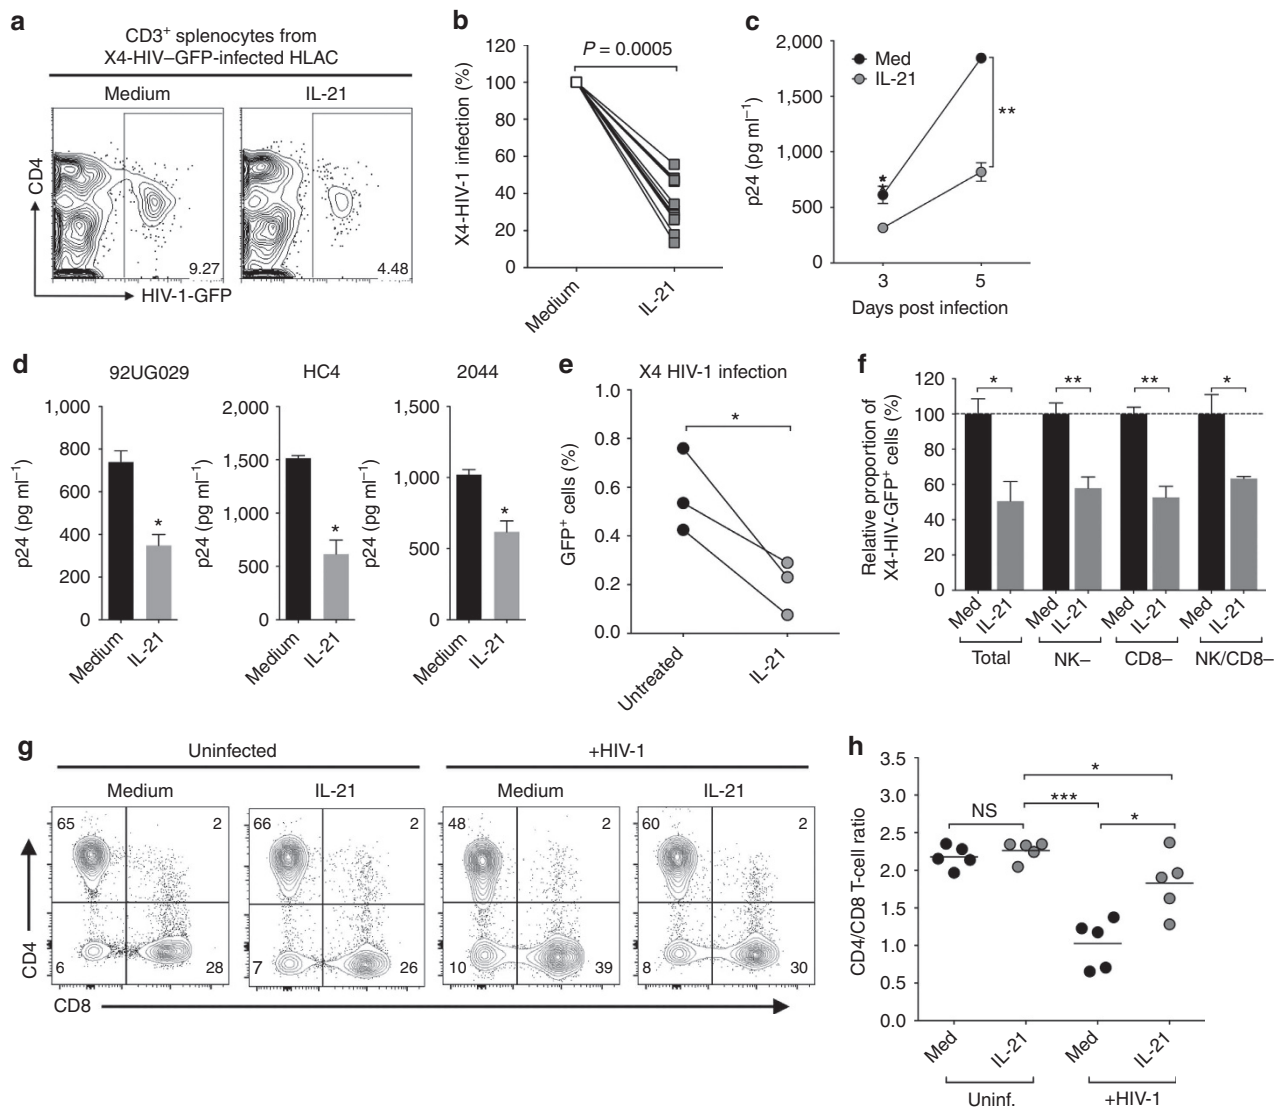 a
CD3+ splenocytes from
X4-HIV–GFP-infected HLAC
Medium
IL-21
CD4
9.27
4.48
HIV-1-GFP
b
X4-HIV-1 infection (%)
120
100
80
60
40
20
0
P = 0.0005
Medium
IL-21
c
p24 (pg ml−1)
2,000
1,500
1,000
500
0
Med
IL-21
**
*
*
3
5
Days post infection
d
92UG029
p24 (pg ml−1)
1,000
800
600
400
200
0
*
Medium
IL-21
HC4
p24 (pg ml−1)
2,000
1,500
1,000
500
0
*
Medium
IL-21
2044
p24 (pg ml−1)
1,500
1,000
500
0
*
Medium
IL-21
e
X4 HIV-1 infection
GFP+ cells (%)
1.0
0.8
0.6
0.4
0.2
0.0
*
Untreated
IL-21
f
Relative proportion of
X4-HIV-GFP+ cells (%)
120
100
80
60
40
20
0
*
**
**
*
Med
IL-21
Med
IL-21
Med
IL-21
Med
IL-21
Total
NK–
CD8–
NK/CD8–
g
Uninfected
+HIV-1
Medium
IL-21
Medium
IL-21
65
2
66
2
48
2
60
2
6
28
7
26
10
39
8
30
CD4
CD8
h
CD4/CD8 T-cell ratio
3.5
3.0
2.5
2.0
1.5
1.0
0.5
0.0
NS
***
*
*
Med
IL-21
Med
IL-21
Uninf.
+HIV-1